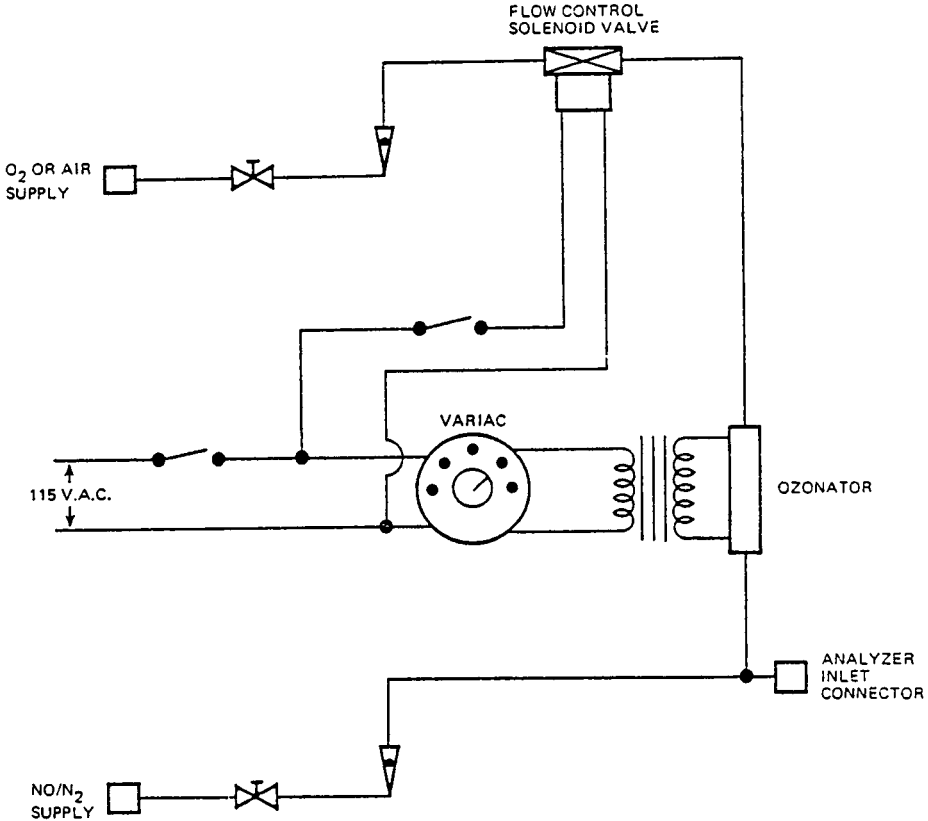 FLOW CONTROL
SOLENOID VALVE
O2 OR AIR
SUPPLY
VARIAC
115 V.A.C.
OZONATOR
ANALYZER
INLET
CONNECTOR
NO/N2
SUPPLY